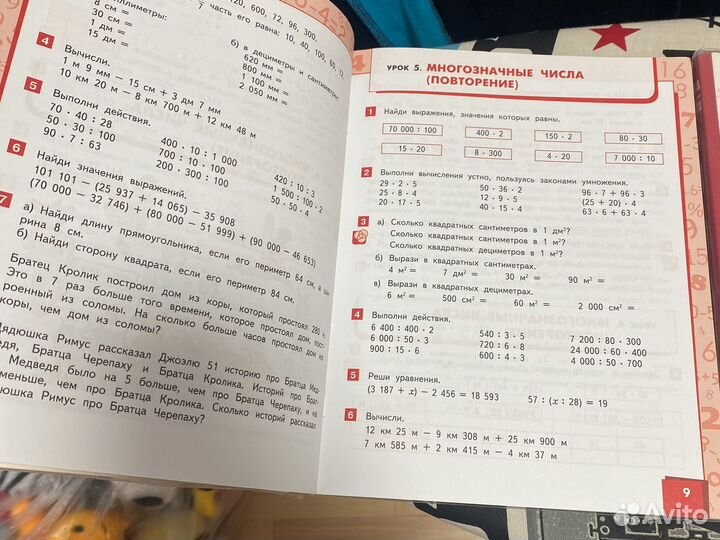 120, 600, 72, 96, 300.
часть его равна: 10, 40, 100, 60, 12.
8 см =
30 см =
1 дм =
15 дм =
б) в дециметры и сантиметры:
620 мм =
800 мм =
1 100 мм =
2 050 мм =
4 Вычисли.
1 м 9 мм − 15 см + 3 дм 7 мм
10 км 20 м − 8 км 700 м + 12 км 48 м
5 Выполни действия.
70 · 40 : 28 400 · 10 : 1 000 420 : 10 : 3
50 · 30 : 100 700 : 10 · 100 1 500 : 100 · 2
90 · 7 : 63 200 · 300 : 100 50 · 50 · 4
6 Найди значения выражений.
101 101 − (25 937 + 14 065) − 35 908
(70 000 − 32 746) + (80 000 − 51 999) + (90 000 − 46 653)
7 а) Найди длину прямоугольника, если его периметр 64 см, а ши-
рина 8 см.
б) Найди сторону квадрата, если его периметр 84 см.
Братец Кролик построил дом из коры, который простоял 280 ч.
Это в 7 раз больше того времени, которое простоял дом, пост-
роенный из соломы. На сколько больше часов простоял дом из
коры, чем дом из соломы?
Дядюшка Римус рассказал Джоэлю 51 историю про Братца Мед-
ведя, Братца Черепаху и Братца Кролика. Историй про Брат-
Медведя было на 5 больше, чем про Братца Черепаху, и на
меньше, чем про Братца Кролика. Сколько историй рассказал
дюшка Римус про Братца Черепаху?
УРОК 5. МНОГОЗНАЧНЫЕ ЧИСЛА
(ПОВТОРЕНИЕ)
1 Найди выражения, значения которых равны.
70 000 : 100 400 · 2 150 · 2 80 · 30
15 · 20 8 · 300 4 · 20 7 000 : 10
2 Выполни вычисления устно, пользуясь законами умножения.
29 · 2 · 5 50 · 36 · 2 96 · 7 + 96 · 3
25 · 8 · 4 12 · 9 · 5 (25 + 20) · 4
20 · 17 · 5 40 · 15 · 4 63 · 6 + 63 · 4
3 а) Сколько квадратных сантиметров в 1 дм²?
Сколько квадратных сантиметров в 1 м²?
Сколько квадратных дециметров в 1 м²?
б) Вырази в квадратных сантиметрах.
4 м² = 7 дм² = 30 м² = 90 м² =
в) Вырази в квадратных дециметрах.
6 м² = 500 см² = 60 м² = 2 000 см² =
4 Выполни действия.
6 400 : 400 · 2 540 : 3 · 5 7 200 : 80 · 300
6 000 : 50 · 3 720 : 6 · 8 24 000 : 60 · 400
900 : 15 · 6 600 : 4 · 3 4 000 : 50 · 700
5 Реши уравнения.
(3 187 + x) − 2 456 = 18 593 57 : (x : 28) = 19
6 Вычисли.
12 км 25 м − 9 км 308 м + 25 км 900 м
7 км 585 м + 2 км 415 м − 4 км 37 м
9
Avito